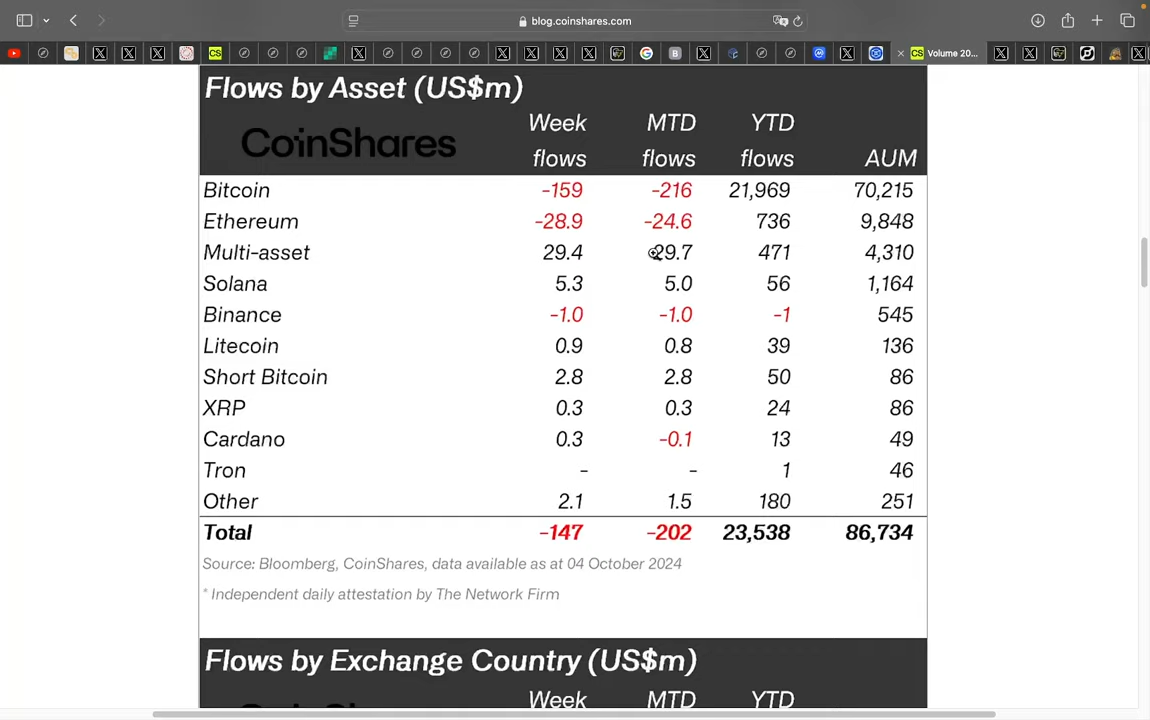 blog.coinshares.com
CS Volume 20...
Flows by Asset (US$m)
CoinShares
Week flows MTD flows YTD flows AUM
Bitcoin -159 -216 21,969 70,215
Ethereum -28.9 -24.6 736 9,848
Multi-asset 29.4 29.7 471 4,310
Solana 5.3 5.0 56 1,164
Binance -1.0 -1.0 -1 545
Litecoin 0.9 0.8 39 136
Short Bitcoin 2.8 2.8 50 86
XRP 0.3 0.3 24 86
Cardano 0.3 -0.1 13 49
Tron - - 1 46
Other 2.1 1.5 180 251
Total -147 -202 23,538 86,734
Source: Bloomberg, CoinShares, data available as at 04 October 2024
* Independent daily attestation by The Network Firm
Flows by Exchange Country (US$m)
Week MTD YTD